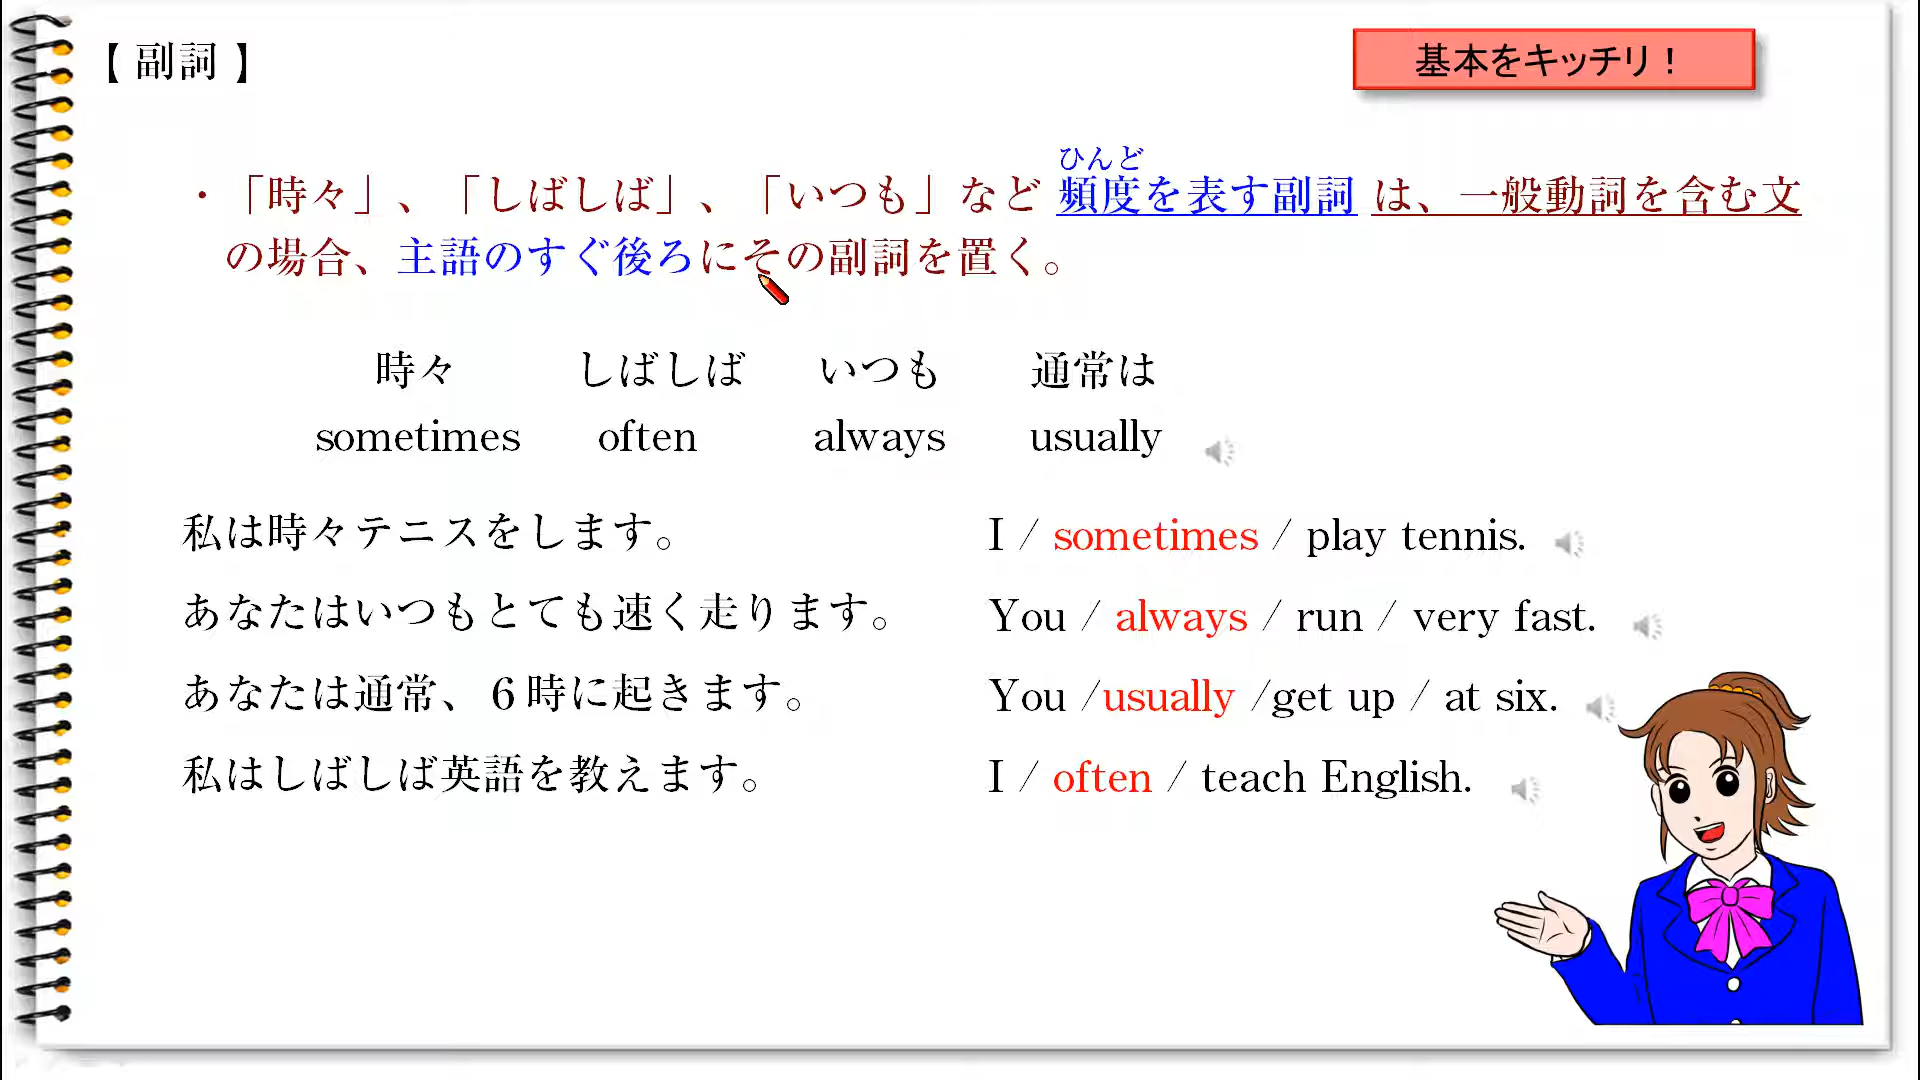 【 副詞 】
基本をキッチリ！
ひんど
・「時々」、「しばしば」、「いつも」など 頻度を表す副詞 は、一般動詞を含む文
の場合、主語のすぐ後ろにその副詞を置く。
時々 しばしば いつも 通常は
sometimes often always usually
私は時々テニスをします。 I / sometimes / play tennis.
あなたはいつもとても速く走ります。 You / always / run / very fast.
あなたは通常、６時に起きます。 You /usually /get up / at six.
私はしばしば英語を教えます。 I / often / teach English.